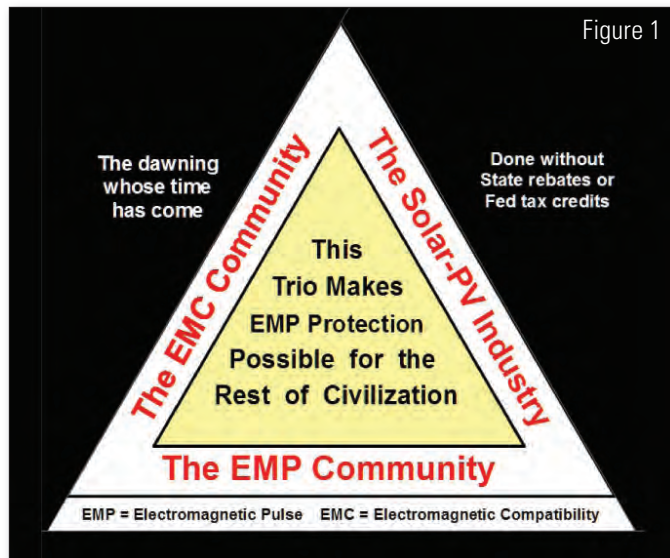 Figure 1
The dawning
whose time
has come
Done without
State rebates or
Fed tax credits
The EMC Community
The Solar-PV Industry
This
Trio Makes
EMP Protection
Possible for the
Rest of Civilization
The EMP Community
EMP = Electromagnetic Pulse EMC = Electromagnetic Compatibility